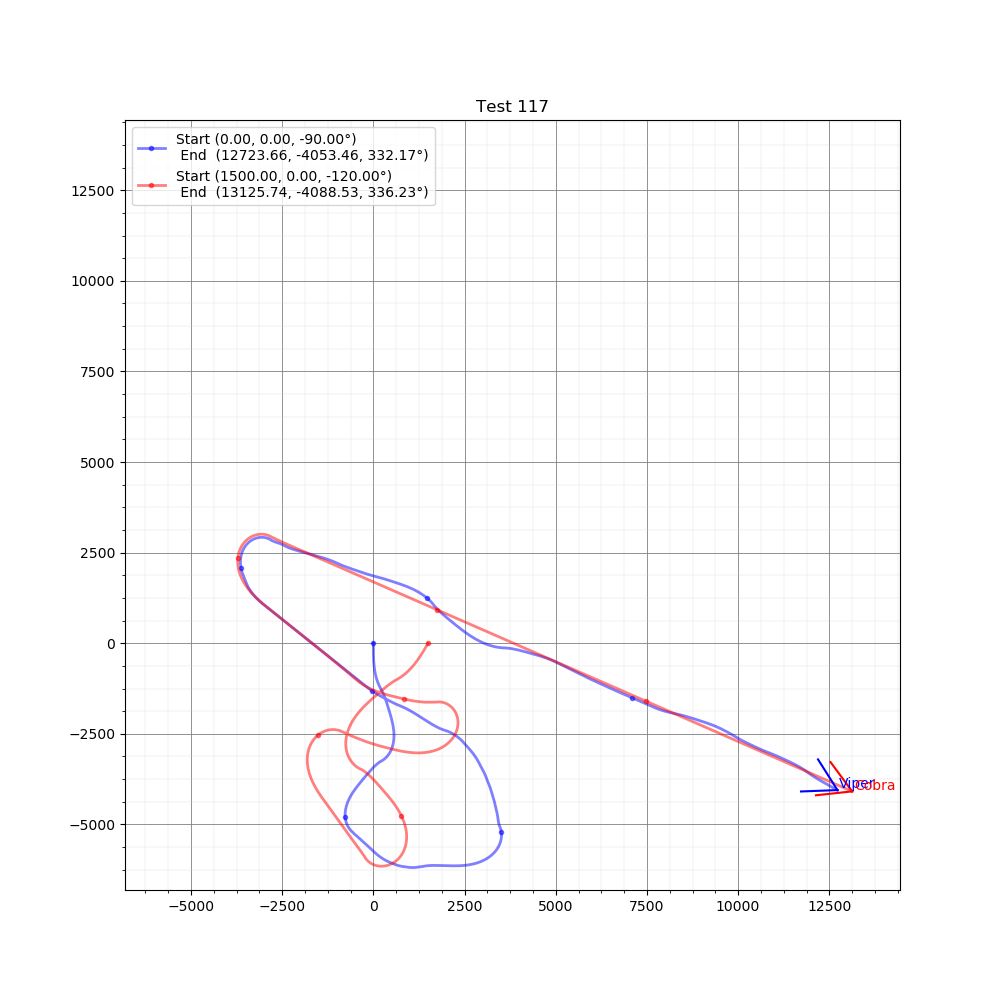 Test 117
Start (0.00, 0.00, -90.00°)
End (12723.66, -4053.46, 332.17°)
Start (1500.00, 0.00, -120.00°)
End (13125.74, -4088.53, 336.23°)
12500
10000
7500
5000
2500
0
−2500
−5000
Viper
Cobra
−5000
−2500
0
2500
5000
7500
10000
12500